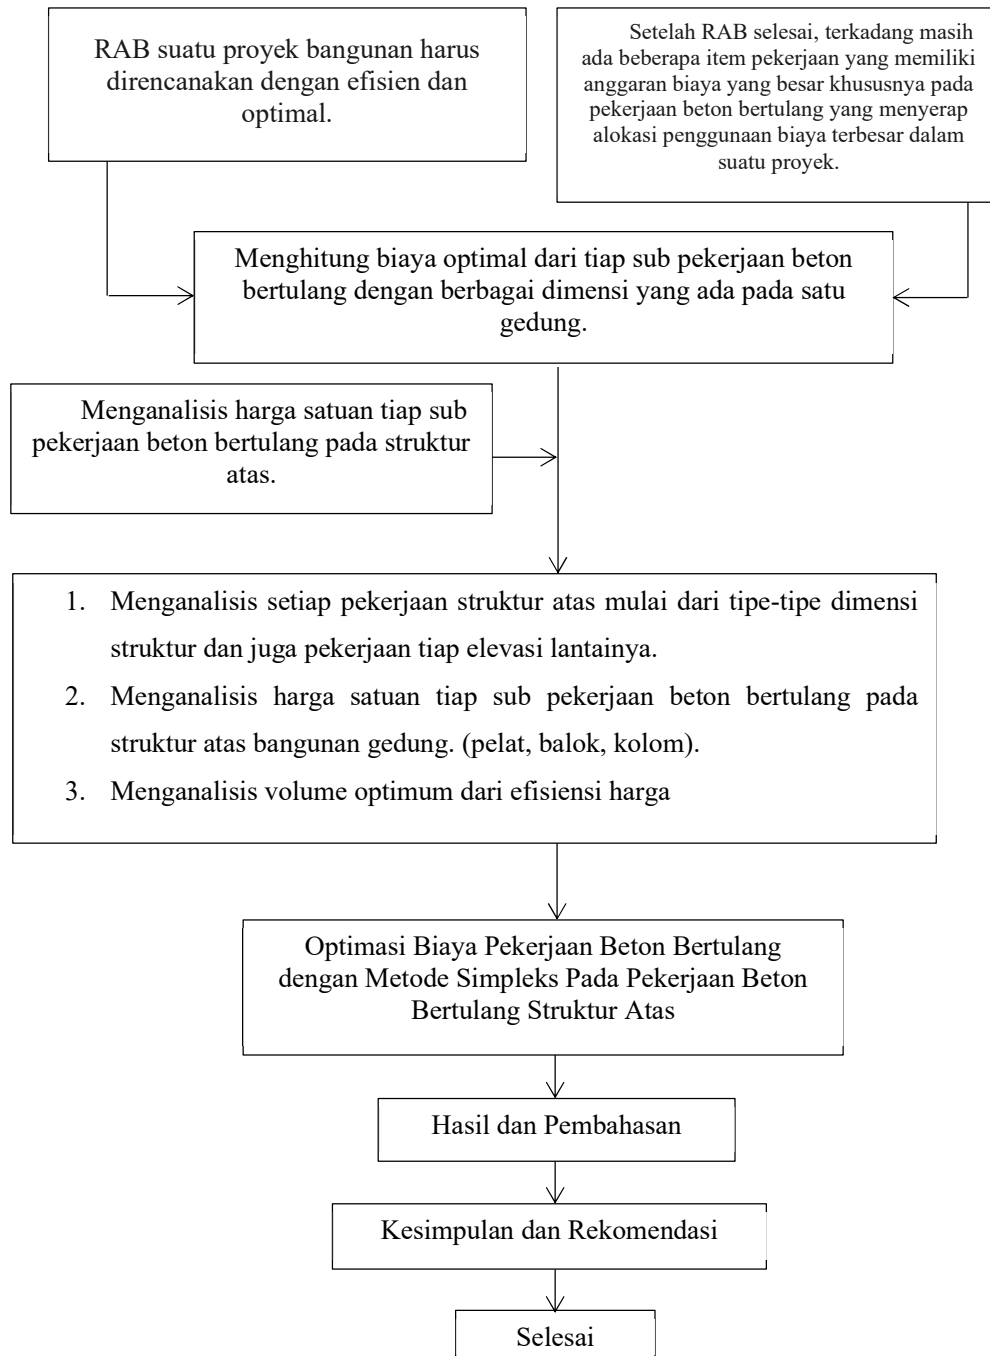 RAB suatu proyek bangunan harus
direncanakan dengan efisien dan
optimal.
Setelah RAB selesai, terkadang masih
ada beberapa item pekerjaan yang memiliki
anggaran biaya yang besar khususnya pada
pekerjaan beton bertulang yang menyerap
alokasi penggunaan biaya terbesar dalam
suatu proyek.
Menghitung biaya optimal dari tiap sub pekerjaan beton
bertulang dengan berbagai dimensi yang ada pada satu
gedung.
Menganalisis harga satuan tiap sub
pekerjaan beton bertulang pada struktur
atas.
1. Menganalisis setiap pekerjaan struktur atas mulai dari tipe-tipe dimensi
struktur dan juga pekerjaan tiap elevasi lantainya.
2. Menganalisis harga satuan tiap sub pekerjaan beton bertulang pada
struktur atas bangunan gedung. (pelat, balok, kolom).
3. Menganalisis volume optimum dari efisiensi harga
Optimasi Biaya Pekerjaan Beton Bertulang
dengan Metode Simpleks Pada Pekerjaan Beton
Bertulang Struktur Atas
Hasil dan Pembahasan
Kesimpulan dan Rekomendasi
Selesai